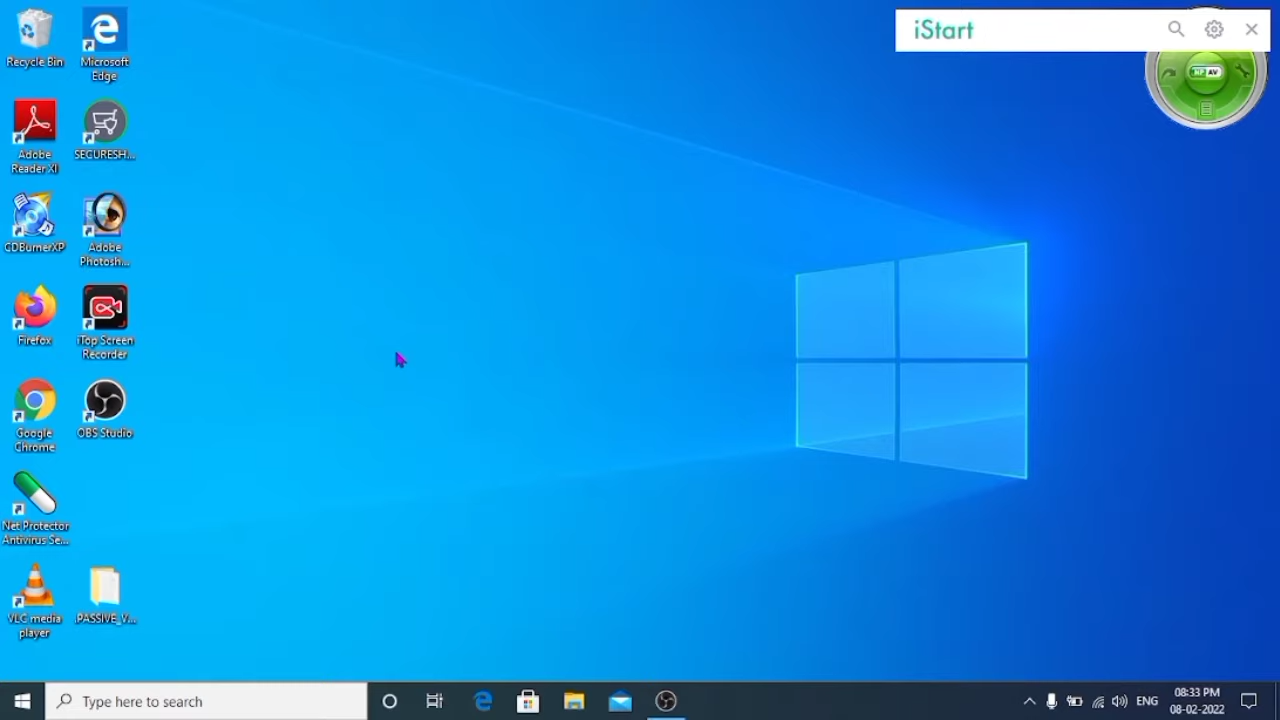 Recycle Bin
Microsoft
Edge
Adobe
Reader XI
SECURESH...
CDBurnerXP
Adobe
Photosh...
Firefox
iTop Screen
Recorder
Google
Chrome
OBS Studio
Net Protector
Antivirus Se...
VLC media
player
.PASSIVE_V...
iStart
NP AV
Type here to search
ENG
08:33 PM
08-02-2022